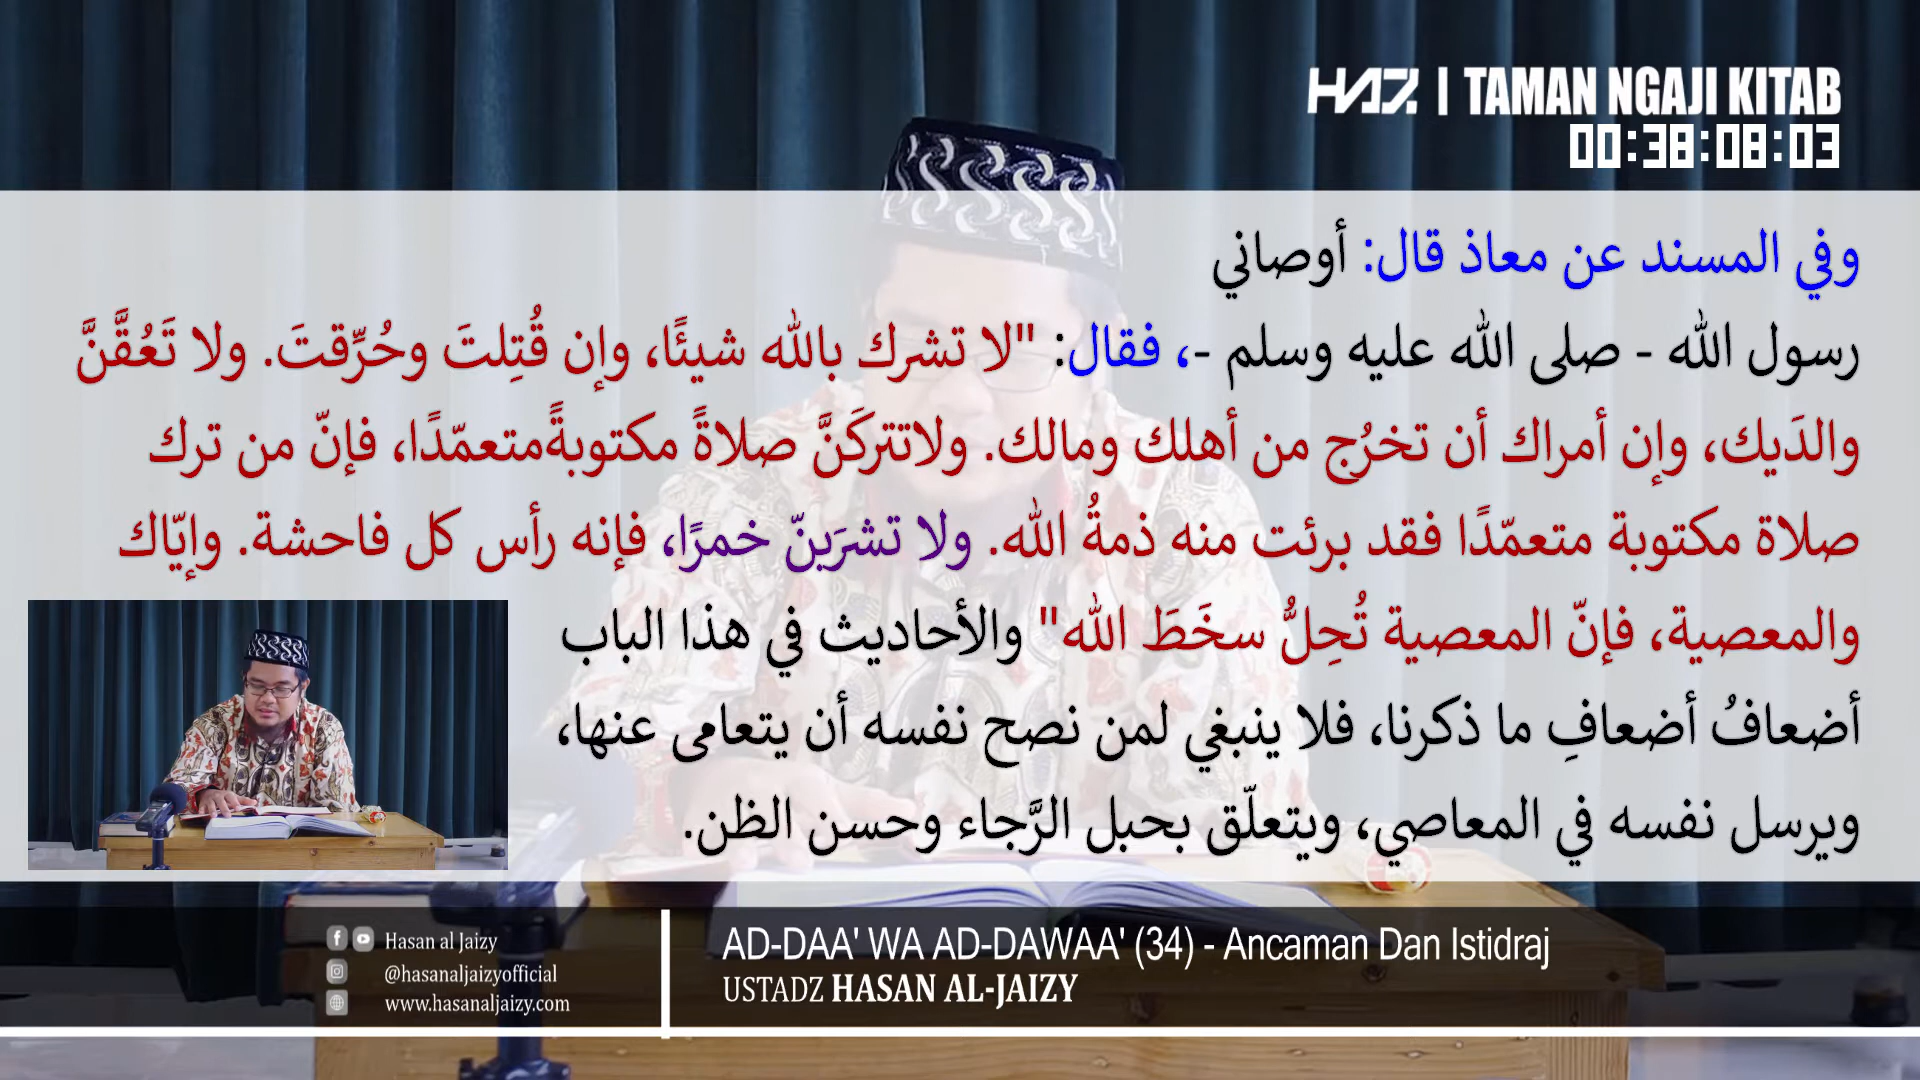 HAZ | TAMAN NGAJI KITAB
00:38:08:03
وفي المسند عن معاذ قال: أوصاني
رسول الله - صلى الله عليه وسلم -، فقال: "لا تشرك بالله شيئًا، وإن قُتِلتَ وحُرِّقتَ. ولا تَعُقَّنَّ
والدَيك، وإن أمراك أن تخرُج من أهلك ومالك. ولاتتركَنَّ صلاةً مكتوبةًمتعمّدًا، فإنّ من ترك
صلاة مكتوبة متعمّدًا فقد برئت منه ذمةُ الله. ولا تشرَبنّ خمرًا، فإنه رأس كل فاحشة. وإيّاك
والمعصية، فإنّ المعصية تُحِلُّ سخَطَ الله" والأحاديث في هذا الباب
أضعافُ أضعافِ ما ذكرنا، فلا ينبغي لمن نصح نفسه أن يتعامى عنها،
ويرسل نفسه في المعاصي، ويتعلّق بحبل الرَّجاء وحسن الظن.
Hasan al Jaizy
@hasanaljaizyofficial
www.hasanaljaizy.com
AD-DAA' WA AD-DAWAA' (34) - Ancaman Dan Istidraj
USTADZ HASAN AL-JAIZY